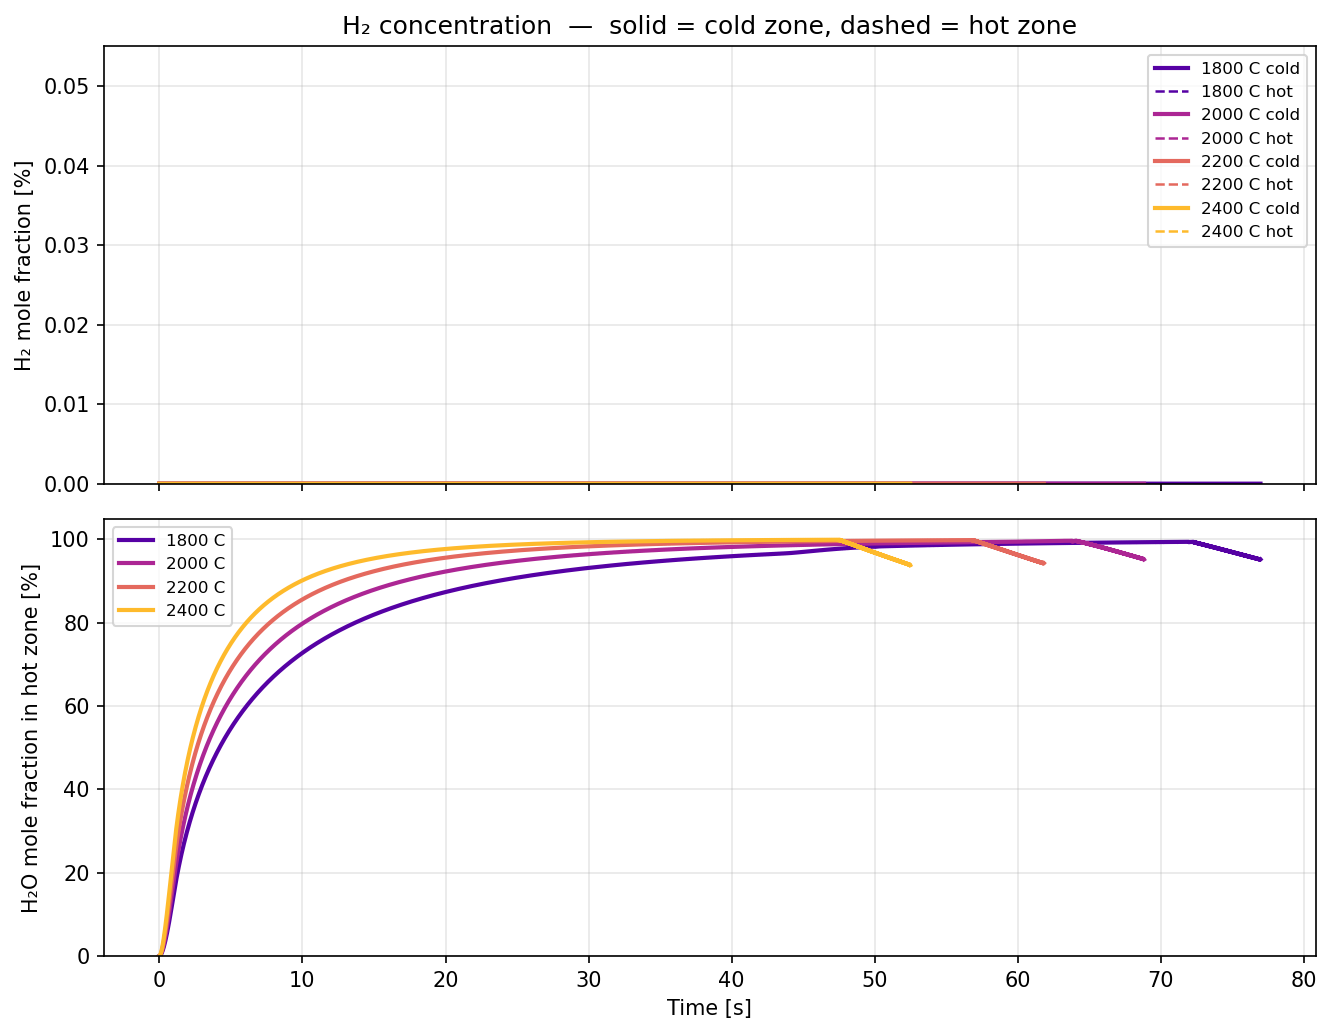 H₂ concentration — solid = cold zone, dashed = hot zone
H₂ mole fraction [%]
0.05
0.04
0.03
0.02
0.01
0.00
1800 C cold
1800 C hot
2000 C cold
2000 C hot
2200 C cold
2200 C hot
2400 C cold
2400 C hot
H₂O mole fraction in hot zone [%]
100
80
60
40
20
0
1800 C
2000 C
2200 C
2400 C
0 10 20 30 40 50 60 70 80
Time [s]